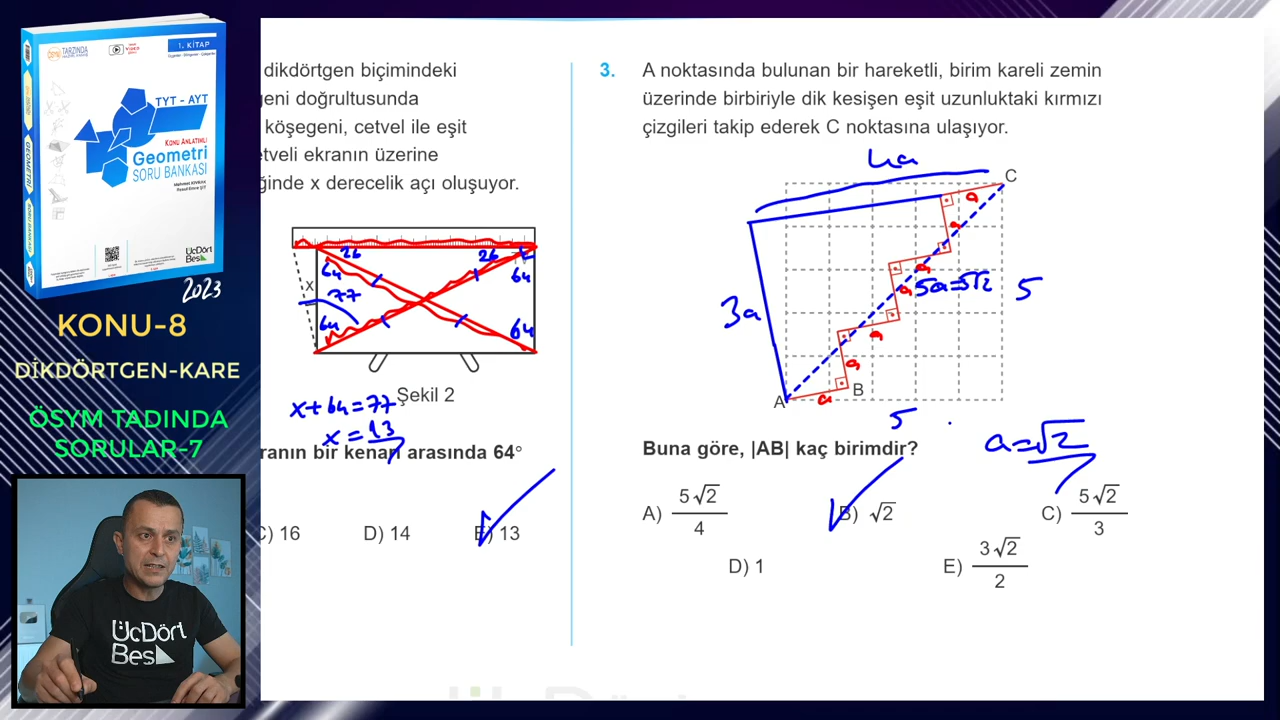 TARZINDA
1. KİTAP
TYT - AYT
KONU ANLATIMLI
Geometri
SORU BANKASI
ÜçDört
Beş
2023
KONU-8
DİKDÖRTGEN-KARE
ÖSYM TADINDA
SORULAR-7
ÜçDört
Beş
dikdörtgen biçimindeki
geni doğrultusunda
köşegeni, cetvel ile eşit
etveli ekranın üzerine
ğinde x derecelik açı oluşuyor.
26
26
64
64
x
77
64
64
Şekil 2
x+64=77
x=13
ranın bir kenarı arasında 64°
C) 16
D) 14
E) 13
3.
A noktasında bulunan bir hareketli, birim kareli zemin
üzerinde birbiriyle dik kesişen eşit uzunluktaki kırmızı
çizgileri takip ederek C noktasına ulaşıyor.
4a
C
a
a
a
5a=5√2
5
a
3a
a
a
A
a
B
5
Buna göre, |AB| kaç birimdir?
a=√2
A) 5√2/4
B) √2
C) 5√2/3
D) 1
E) 3√2/2